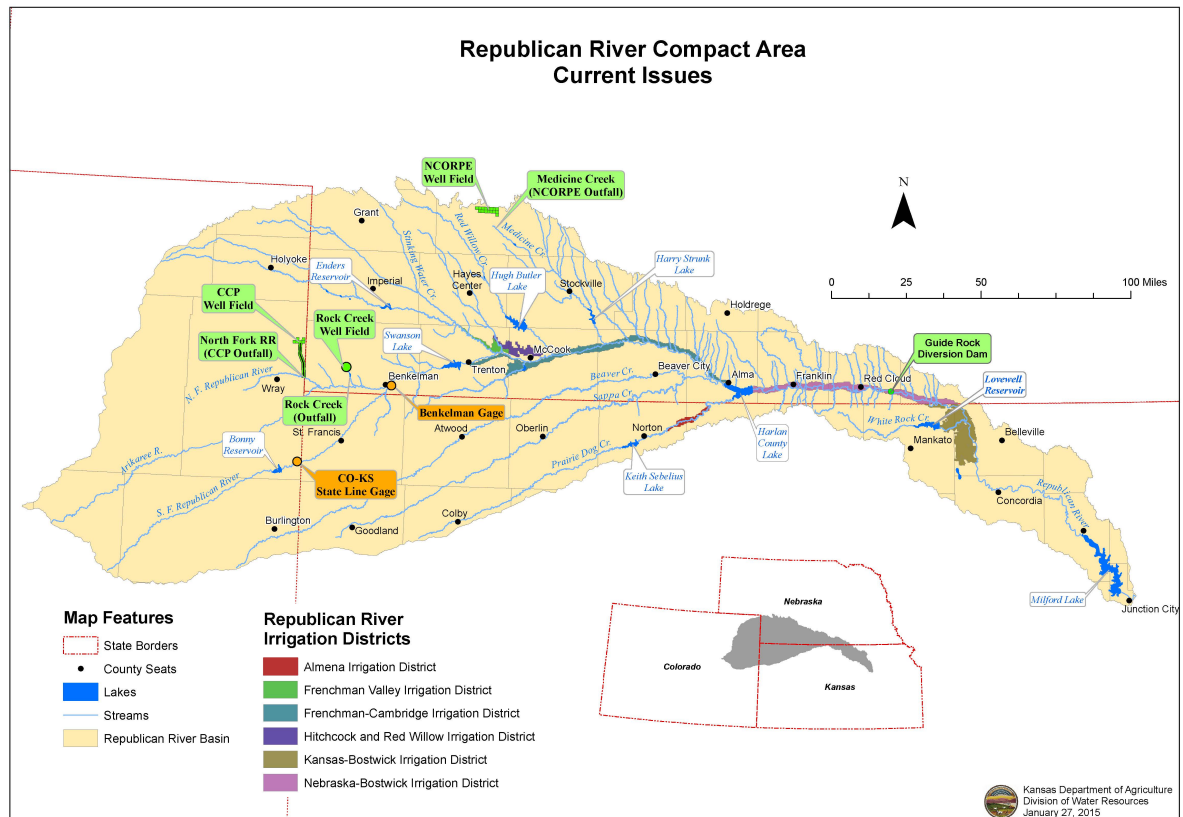 Republican River Compact Area
Current Issues
NCORPE
Well Field
Medicine Creek
(NCORPE Outfall)
N
Grant
Red Willow Cr.
Medicine Cr.
Stinking Water Cr.
Holyoke
Enders
Reservoir
Imperial
Hayes
Center
Hugh Butler
Lake
Stockville
Harry Strunk
Lake
0
25
50
100 Miles
CCP
Well Field
Rock Creek
Well Field
Holdrege
North Fork RR
(CCP Outfall)
Swanson
Lake
McCook
Trenton
Guide Rock
Diversion Dam
N. F. Republican River
Wray
Benkelman
Beaver Cr.
Beaver City
Alma
Franklin
Red Cloud
Lovewell
Reservoir
Rock Creek
(Outfall)
Benkelman Gage
Sappa Cr.
White Rock Cr.
St. Francis
Atwood
Oberlin
Norton
Harlan
County
Lake
Mankato
Belleville
Bonny
Reservoir
Arikaree R.
Prairie Dog Cr.
Keith Sebelius
Lake
CO-KS
State Line Gage
S. F. Republican River
Republican River
Concordia
Burlington
Goodland
Colby
Milford Lake
Junction City
Map Features
State Borders
County Seats
Lakes
Streams
Republican River Basin
Republican River
Irrigation Districts
Almena Irrigation District
Frenchman Valley Irrigation District
Frenchman-Cambridge Irrigation District
Hitchcock and Red Willow Irrigation District
Kansas-Bostwick Irrigation District
Nebraska-Bostwick Irrigation District
Nebraska
Colorado
Kansas
Kansas Department of Agriculture
Division of Water Resources
January 27, 2015